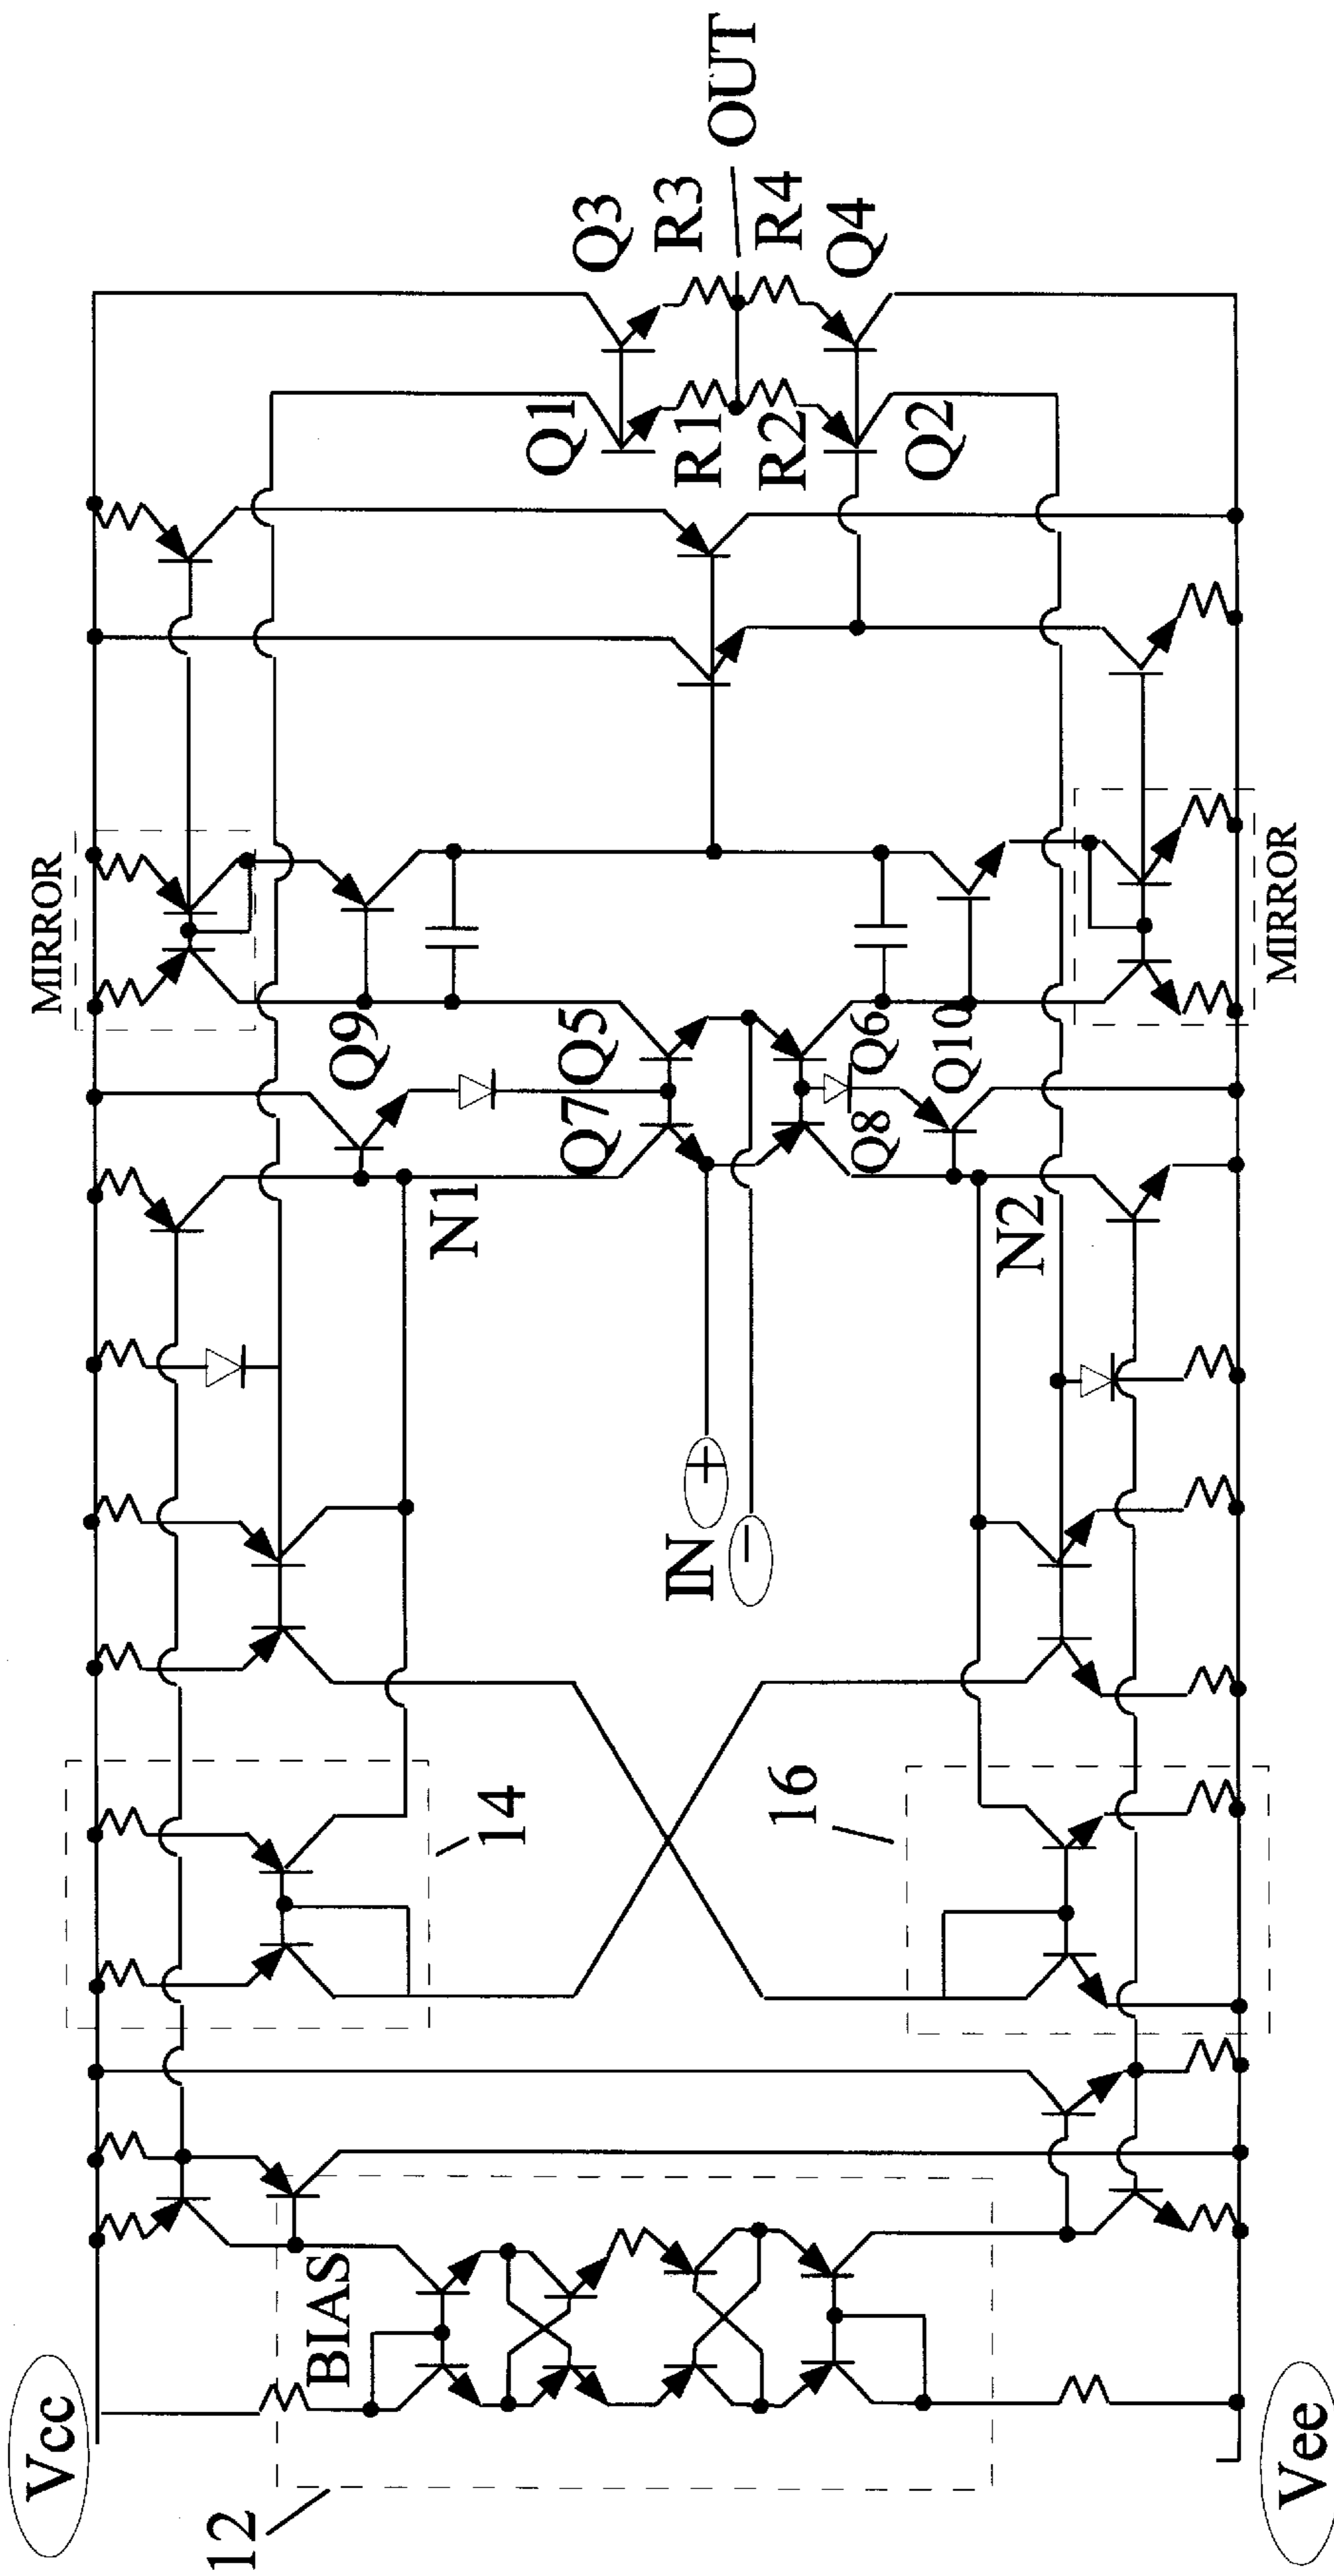 Vcc
12
BIAS
14
MIRROR
Q9
N1
Q7
Q5
IN
+
−
Q8
Q6
Q10
N2
16
MIRROR
Vee
Q1
Q3
R1
R3
OUT
R2
R4
Q2
Q4